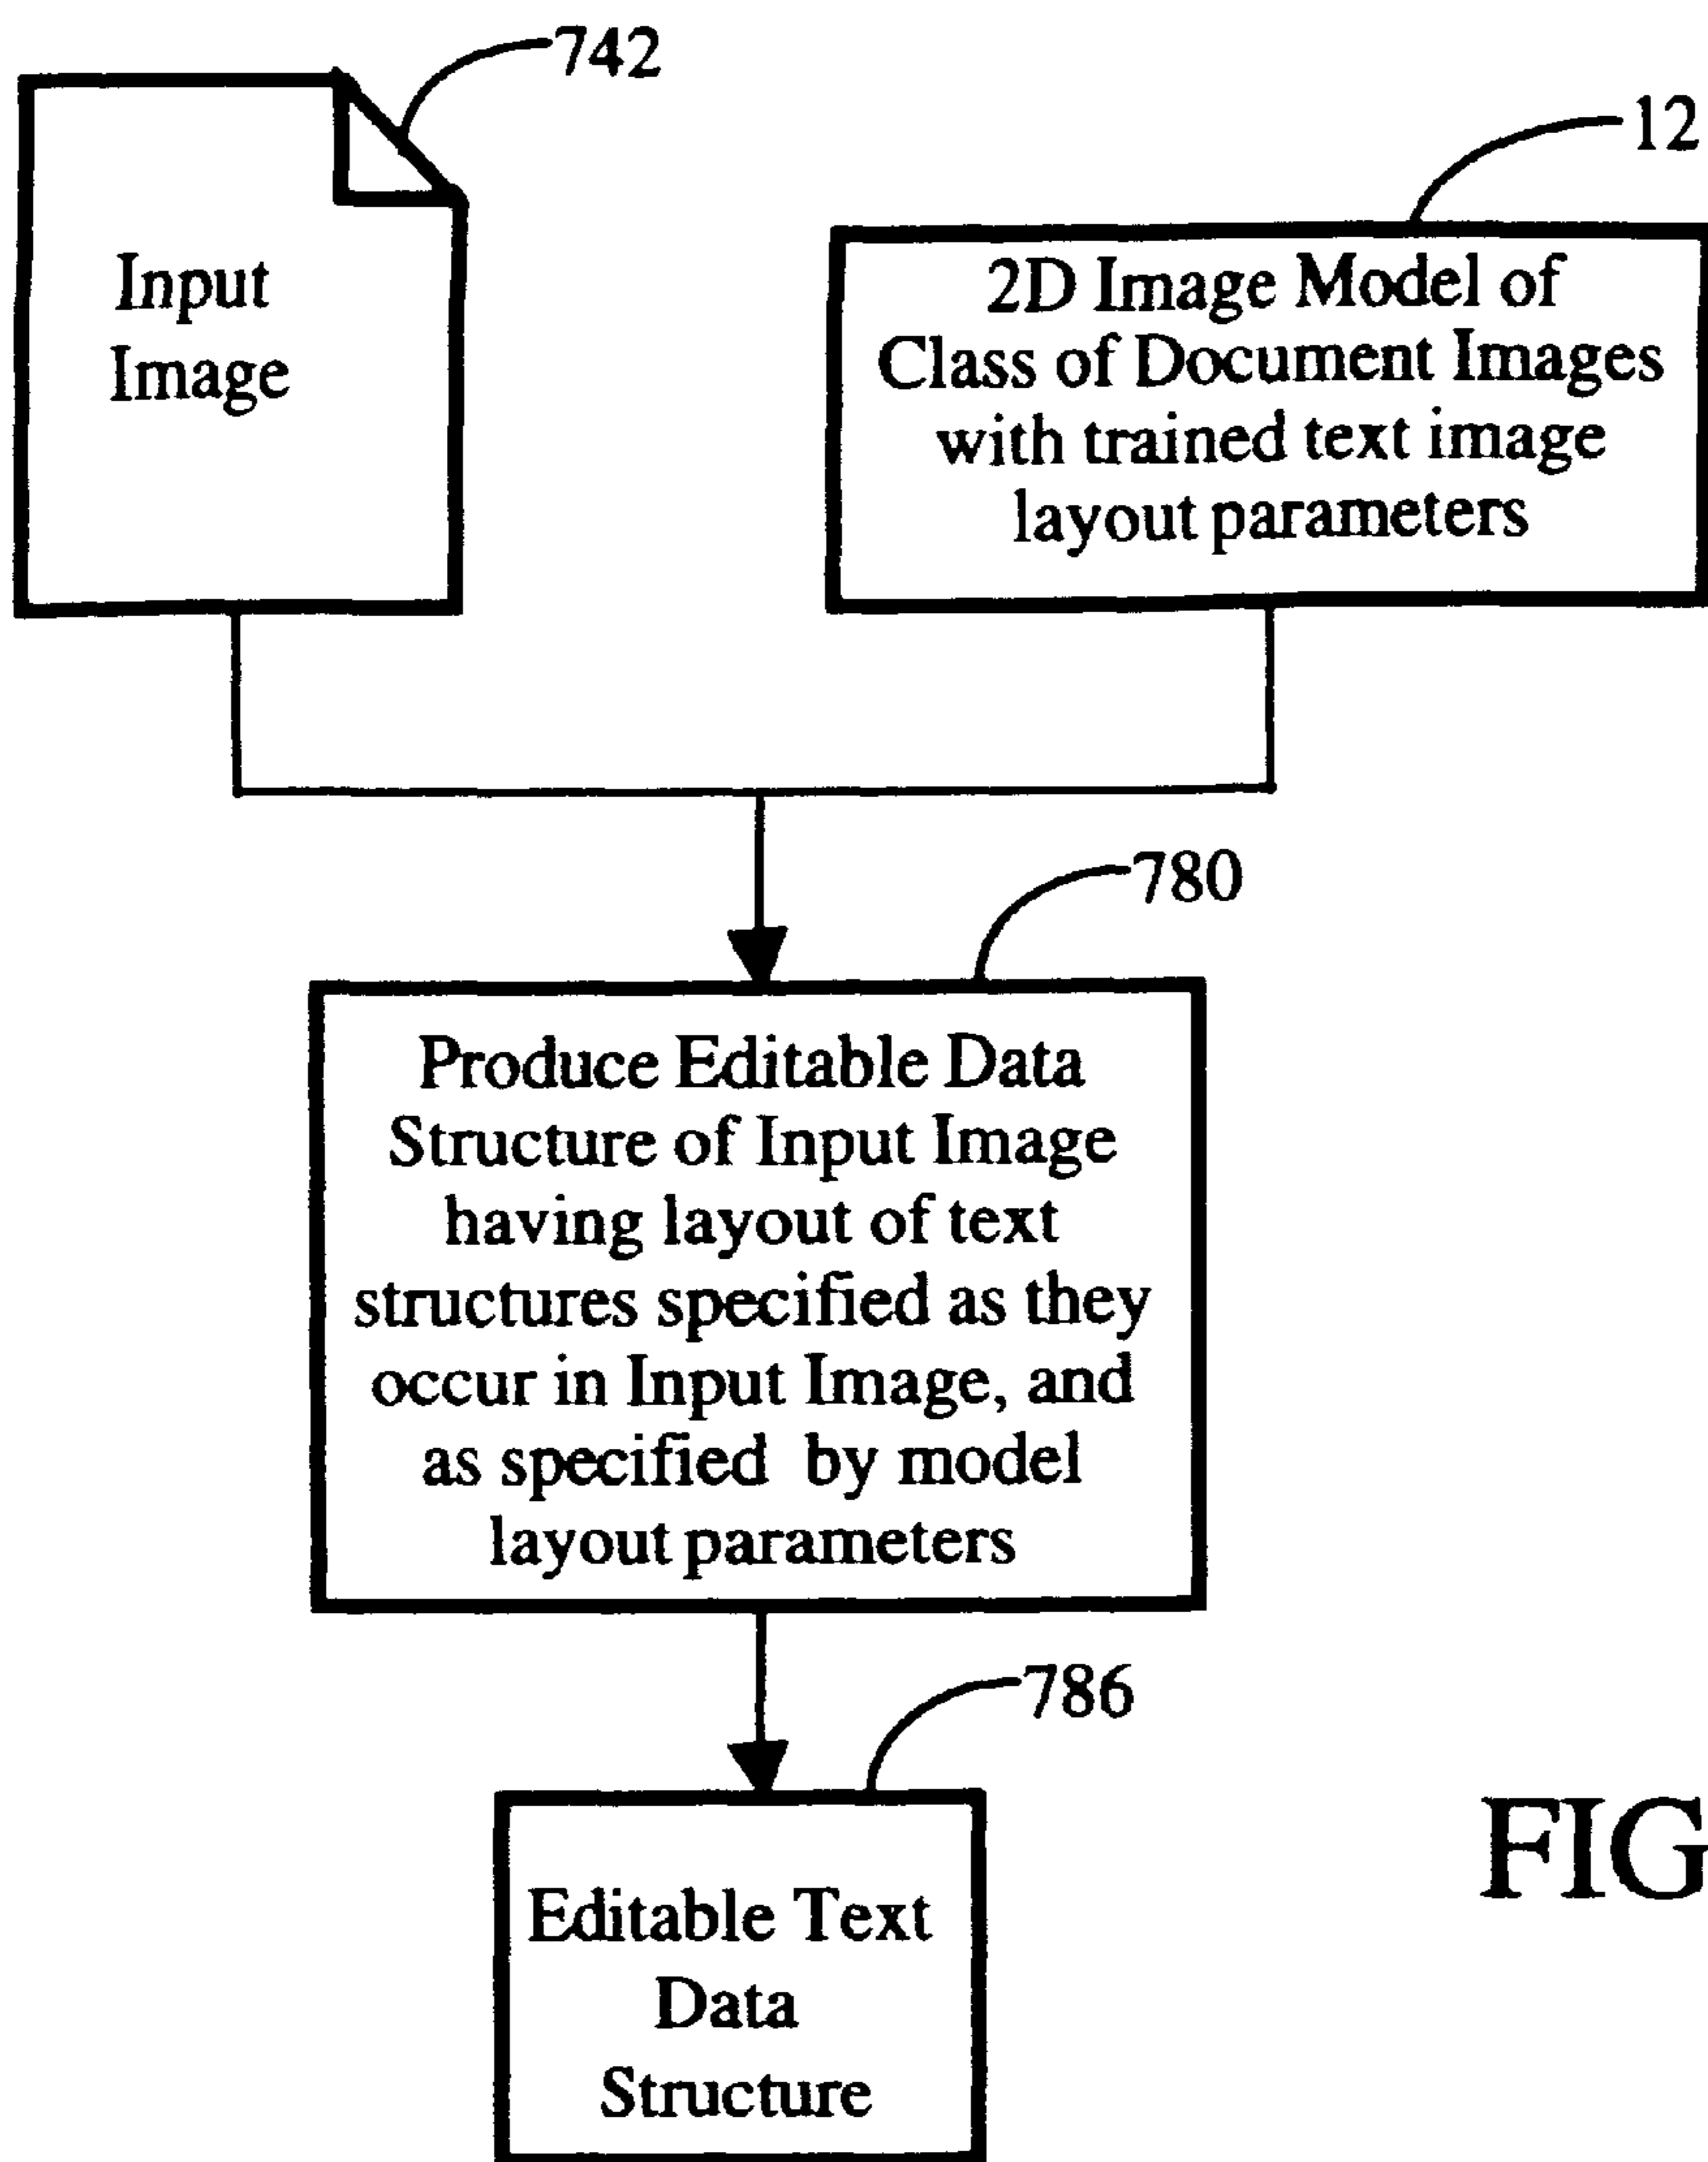 742
Input
Image
12
2D Image Model of
Class of Document Images
with trained text image
layout parameters
780
Produce Editable Data
Structure of Input Image
having layout of text
structures specified as they
occur in Input Image, and
as specified by model
layout parameters
786
Editable Text
Data
Structure
FIG